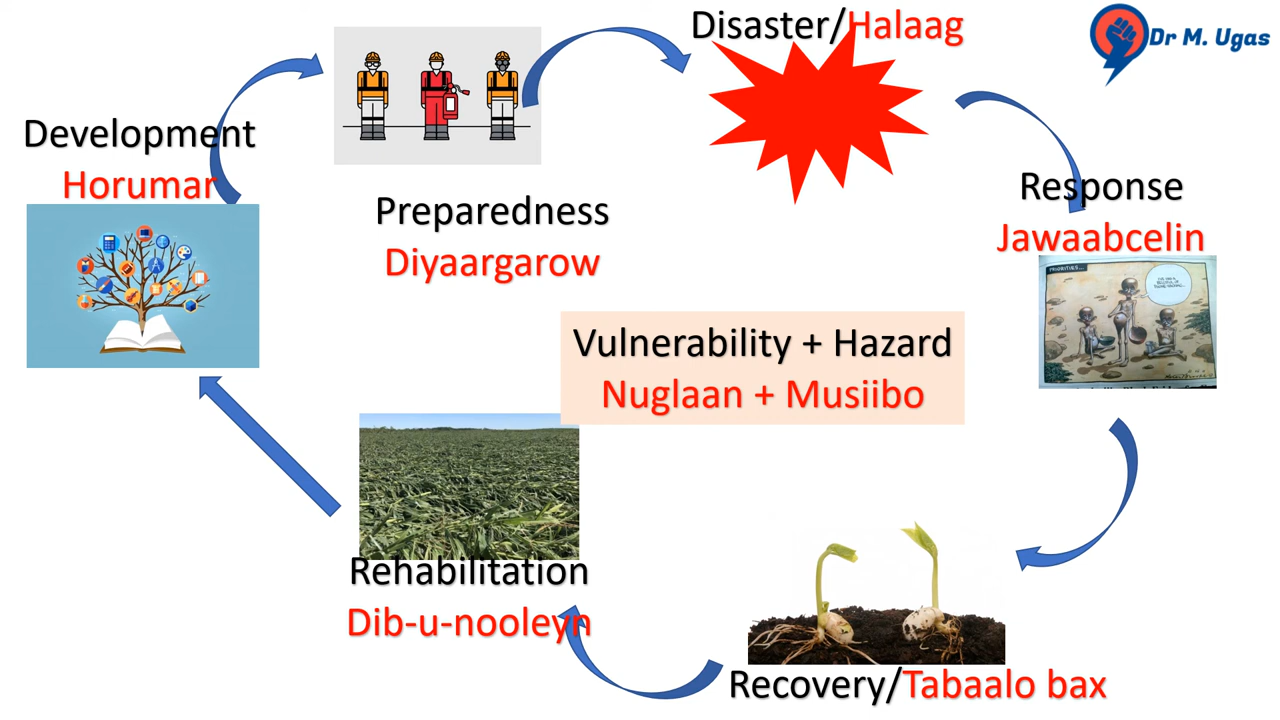 Disaster/Halaag
Dr M. Ugas
Development
Horumar
Preparedness
Diyaargarow
Response
Jawaabcelin
PRIORITIES...
Vulnerability + Hazard
Nuglaan + Musiibo
Rehabilitation
Dib-u-nooleyn
Recovery/Tabaalo bax